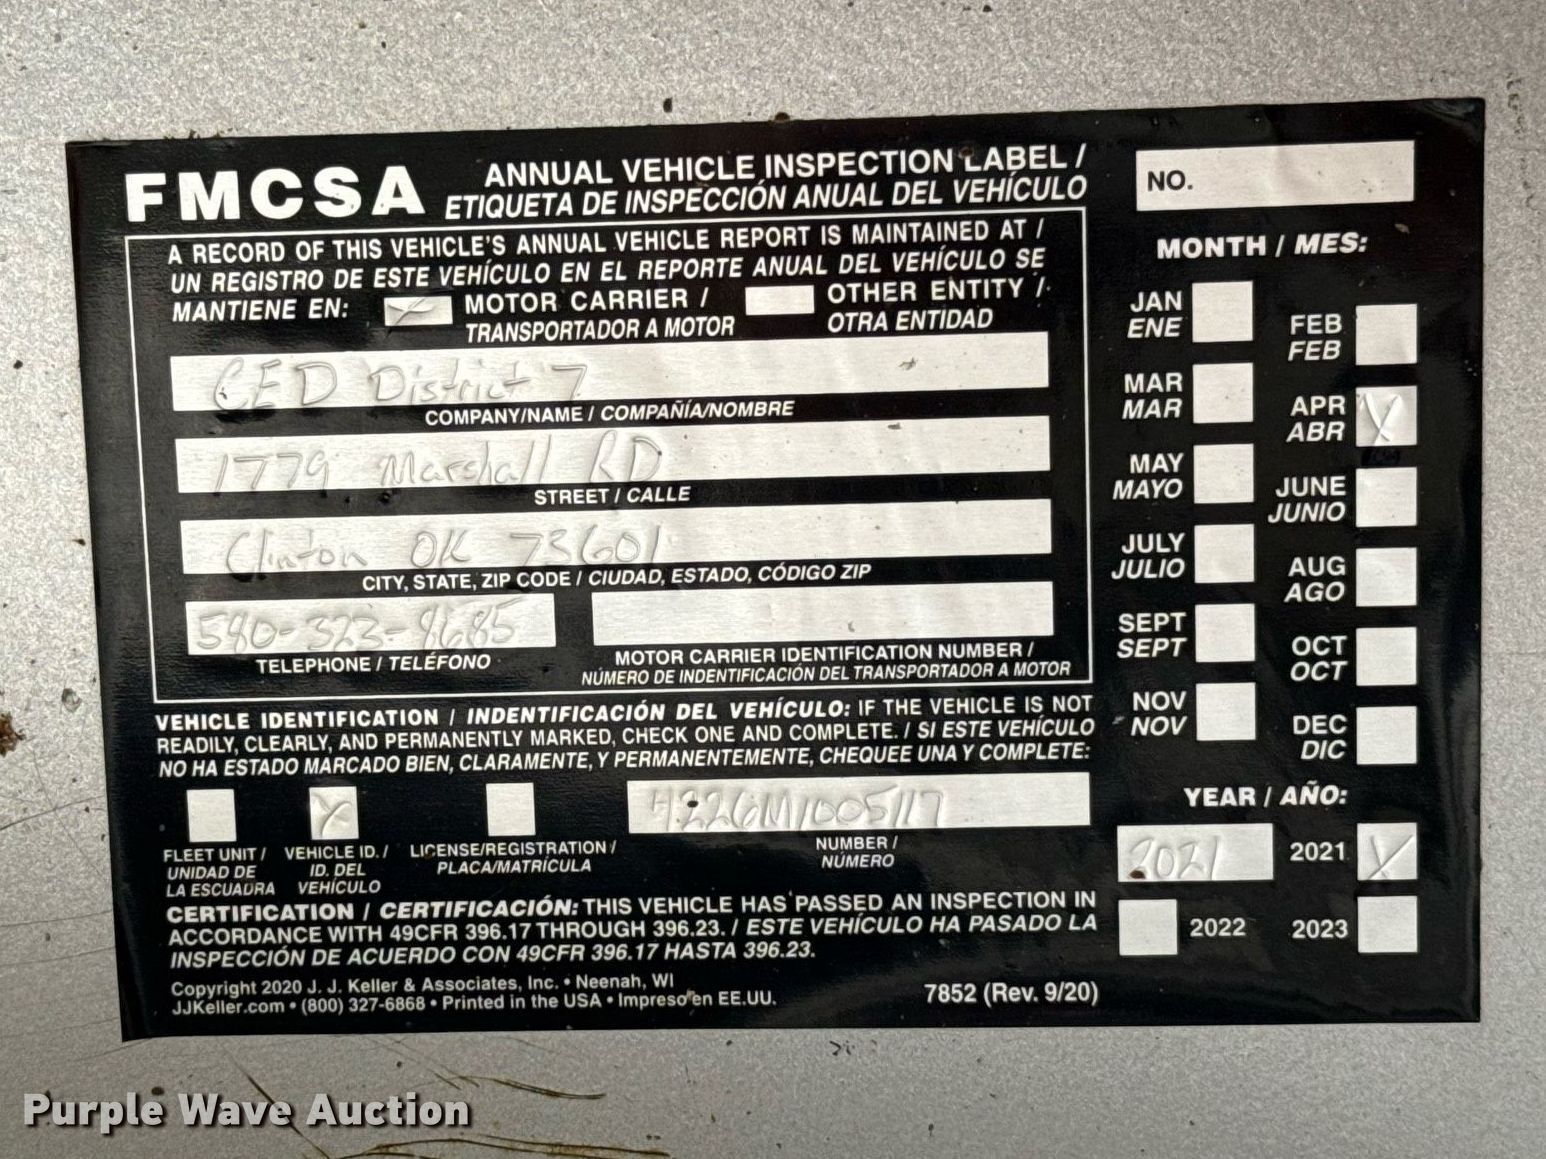 FMCSA
ANNUAL VEHICLE INSPECTION LABEL /
ETIQUETA DE INSPECCIÓN ANUAL DEL VEHÍCULO
A RECORD OF THIS VEHICLE'S ANNUAL VEHICLE REPORT IS MAINTAINED AT /
UN REGISTRO DE ESTE VEHÍCULO EN EL REPORTE ANUAL DEL VEHÍCULO SE
MANTIENE EN: X MOTOR CARRIER / OTHER ENTITY /
TRANSPORTADOR A MOTOR OTRA ENTIDAD
CED District 7
COMPANY/NAME / COMPAÑÍA/NOMBRE
1779 Marshall RD
STREET / CALLE
Clinton OK 73601
CITY, STATE, ZIP CODE / CIUDAD, ESTADO, CÓDIGO ZIP
580-323-8685
TELEPHONE / TELÉFONO
MOTOR CARRIER IDENTIFICATION NUMBER /
NÚMERO DE INDENTIFICACIÓN DEL TRANSPORTADOR A MOTOR
VEHICLE IDENTIFICATION / INDENTIFICACIÓN DEL VEHÍCULO: IF THE VEHICLE IS NOT
READILY, CLEARLY, AND PERMANENTLY MARKED, CHECK ONE AND COMPLETE. / SI ESTE VEHÍCULO
NO HA ESTADO MARCADO BIEN, CLARAMENTE, Y PERMANENTEMENTE, CHEQUEE UNA Y COMPLETE:
X
FLEET UNIT /
UNIDAD DE
LA ESCUADRA
VEHICLE ID. /
ID. DEL
VEHÍCULO
LICENSE/REGISTRATION /
PLACA/MATRÍCULA
NUMBER /
NÚMERO
CERTIFICATION / CERTIFICACIÓN: THIS VEHICLE HAS PASSED AN INSPECTION IN
ACCORDANCE WITH 49CFR 396.17 THROUGH 396.23. / ESTE VEHÍCULO HA PASADO LA
INSPECCIÓN DE ACUERDO CON 49CFR 396.17 HASTA 396.23.
Copyright 2020 J. J. Keller & Associates, Inc. • Neenah, WI
JJKeller.com • (800) 327-6868 • Printed in the USA • Impreso en EE.UU.
7852 (Rev. 9/20)
NO.
MONTH / MES:
JAN
ENE
FEB
FEB
MAR
MAR
APR X
ABR
MAY
MAYO
JUNE
JUNIO
JULY
JULIO
AUG
AGO
SEPT
SEPT
OCT
OCT
NOV
NOV
DEC
DIC
YEAR / AÑO:
2021 2021 X
2022 2023
Purple Wave Auction